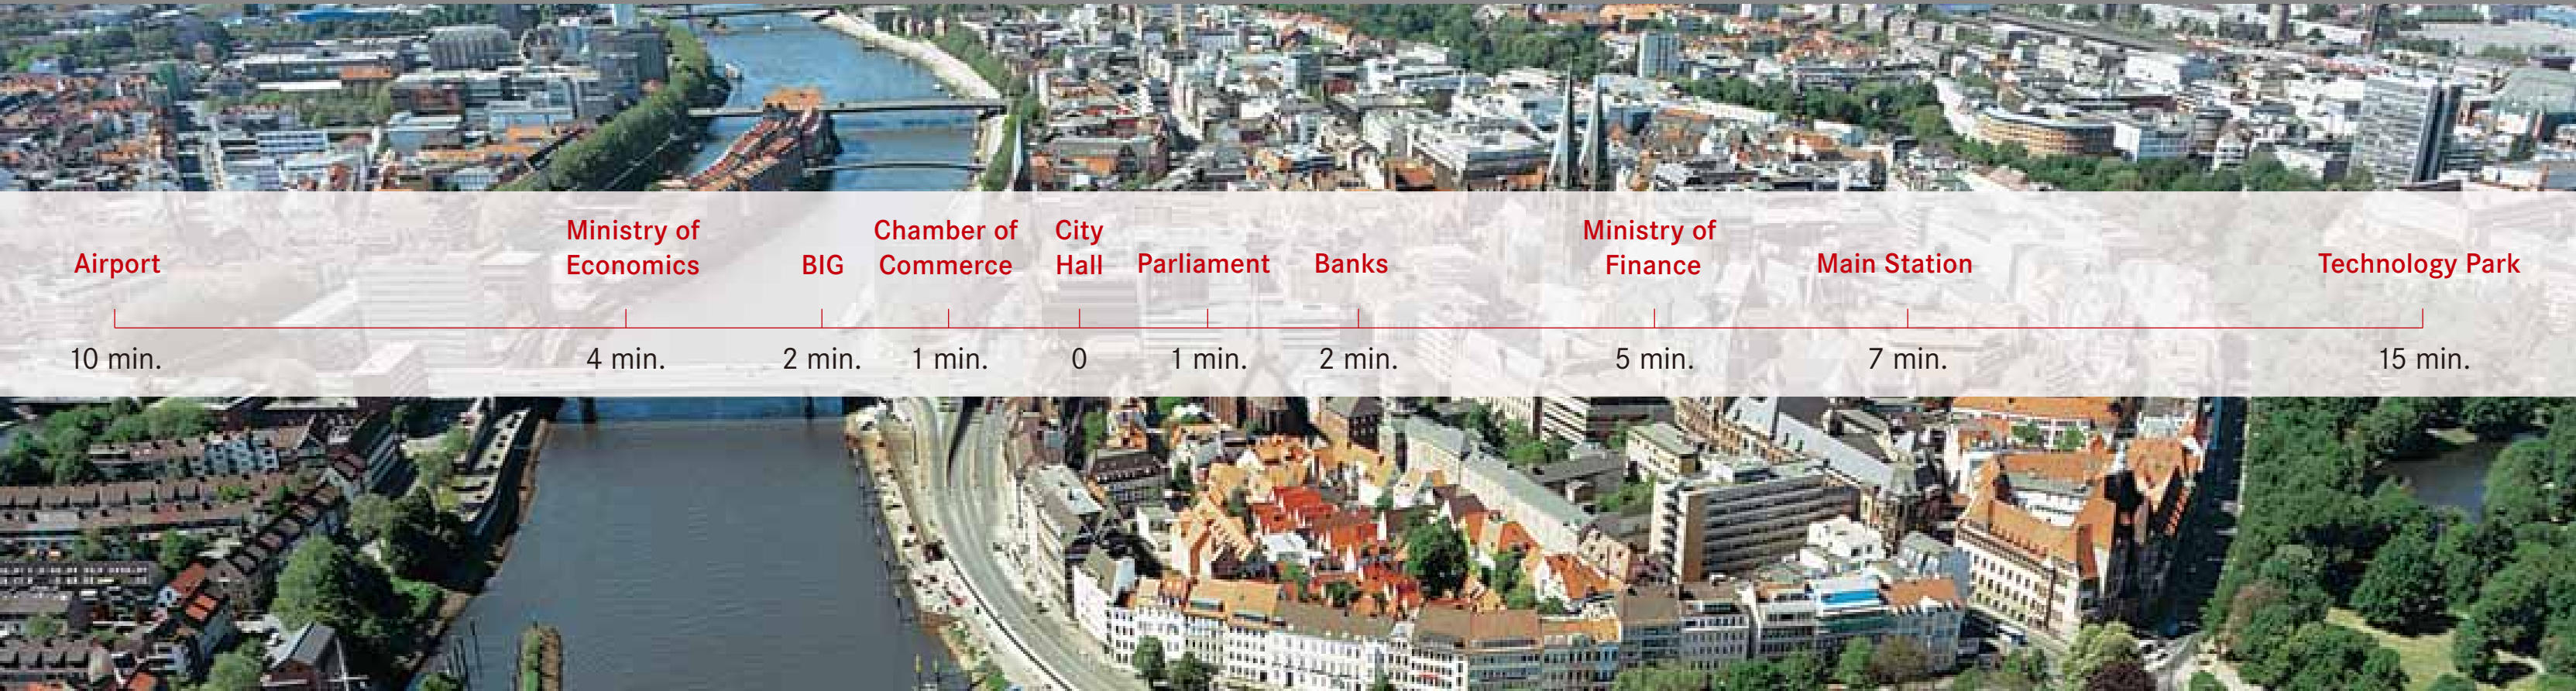 Airport
Ministry of
Economics
BIG
Chamber of
Commerce
City
Hall
Parliament
Banks
Ministry of
Finance
Main Station
Technology Park
10 min.
4 min.
2 min.
1 min.
0
1 min.
2 min.
5 min.
7 min.
15 min.